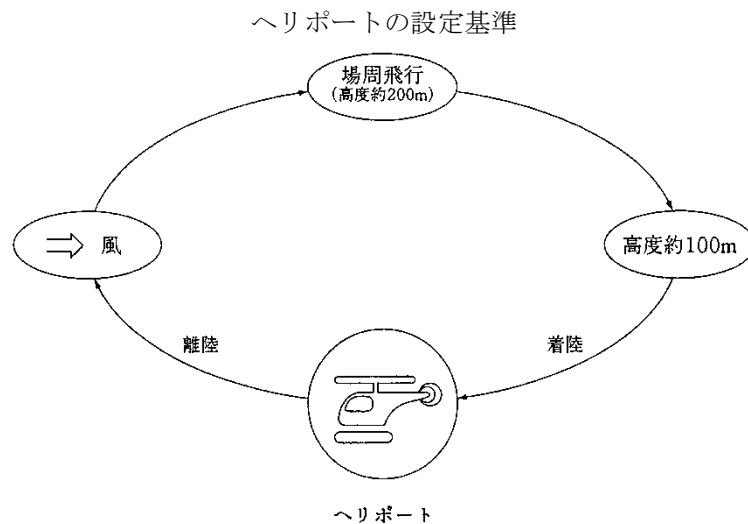 ヘリポートの設定基準
場周飛行
(高度約200m)
⇨ 風
高度約100m
離陸
着陸
ヘリポート